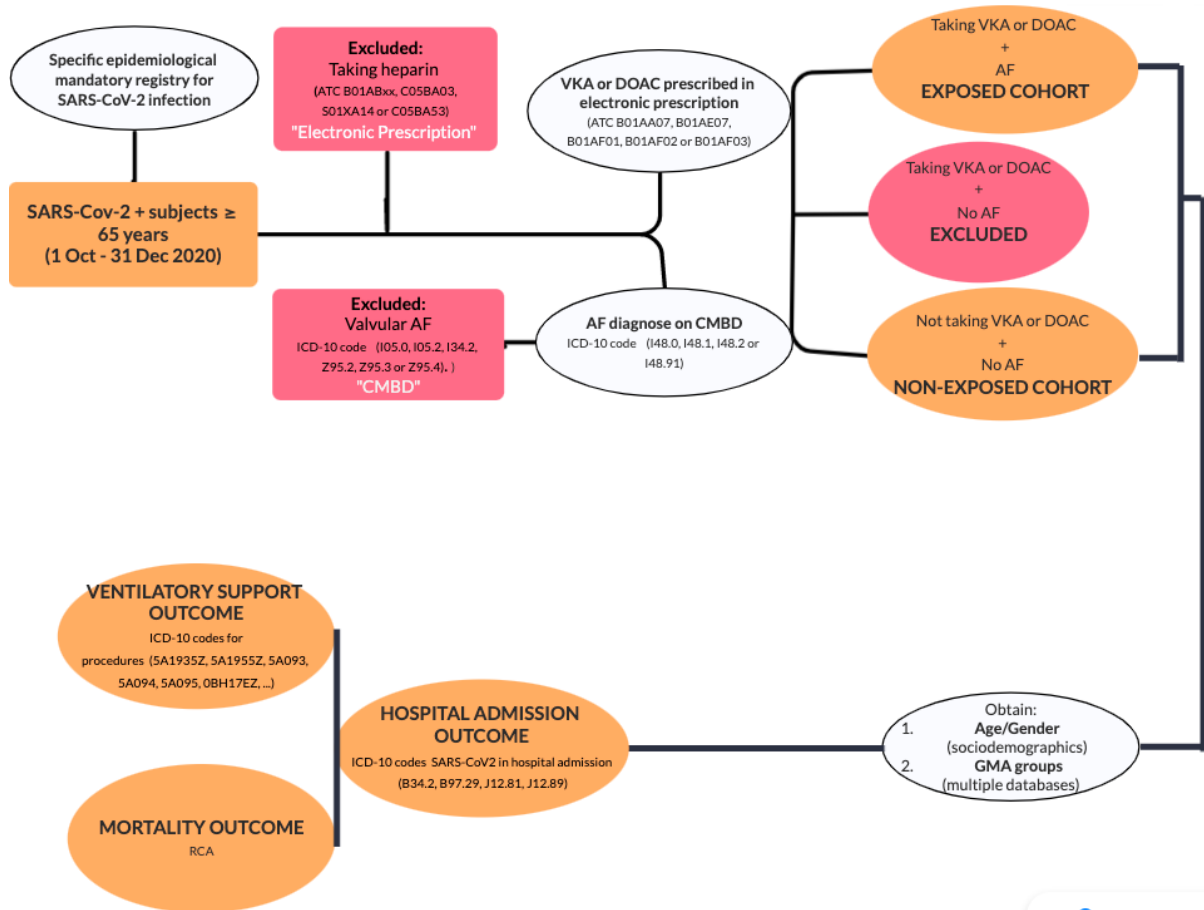 Specific epidemiological
mandatory registry for
SARS-CoV-2 infection
SARS-Cov-2 + subjects ≥
65 years
(1 Oct - 31 Dec 2020)
Excluded:
Taking heparin
(ATC B01ABxx, C05BA03,
S01XA14 or C05BA53)
"Electronic Prescription"
Excluded:
Valvular AF
ICD-10 code (I05.0, I05.2, I34.2,
Z95.2, Z95.3 or Z95.4). )
"CMBD"
VKA or DOAC prescribed in
electronic prescription
(ATC B01AA07, B01AE07,
B01AF01, B01AF02 or B01AF03)
AF diagnose on CMBD
ICD-10 code (I48.0, I48.1, I48.2 or
I48.91)
Taking VKA or DOAC
+
AF
EXPOSED COHORT
Taking VKA or DOAC
+
No AF
EXCLUDED
Not taking VKA or DOAC
+
No AF
NON-EXPOSED COHORT
Obtain:
1. Age/Gender
(sociodemographics)
2. GMA groups
(multiple databases)
HOSPITAL ADMISSION
OUTCOME
ICD-10 codes SARS-CoV2 in hospital admission
(B34.2, B97.29, J12.81, J12.89)
VENTILATORY SUPPORT
OUTCOME
ICD-10 codes for
procedures (5A1935Z, 5A1955Z, 5A093,
5A094, 5A095, 0BH17EZ, ...)
MORTALITY OUTCOME
RCA